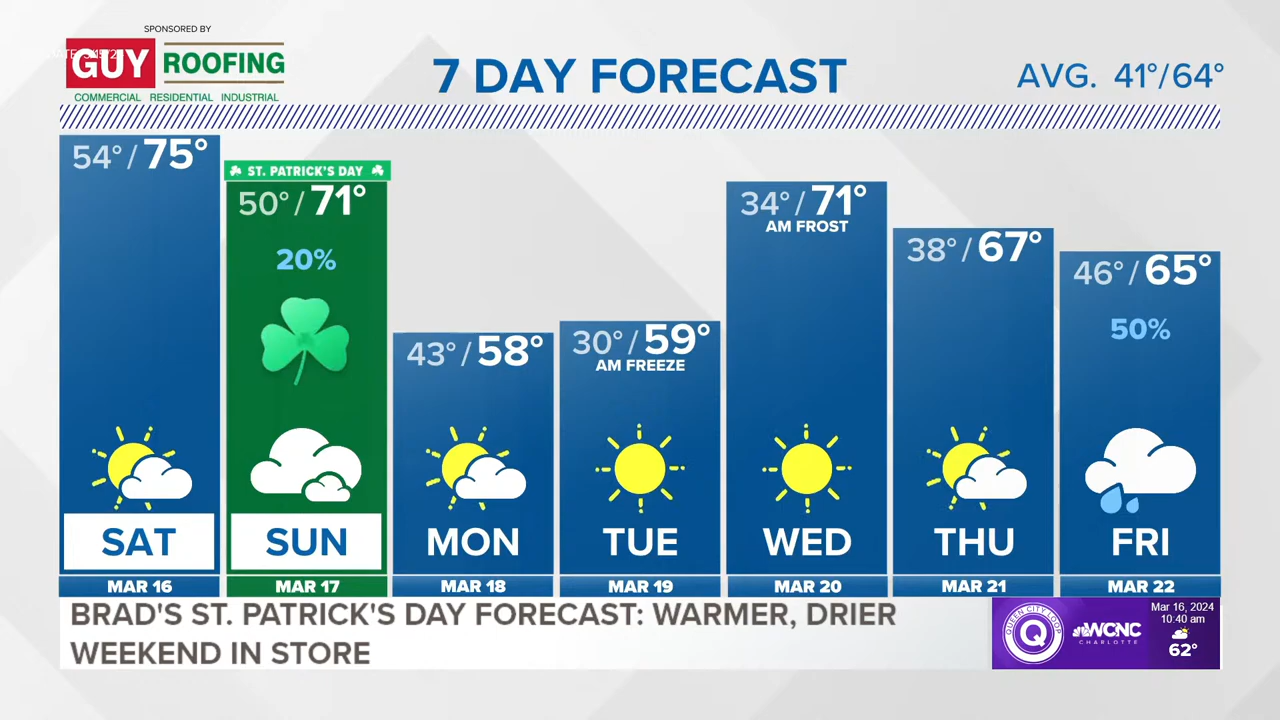 SPONSORED BY
GUY ROOFING
COMMERCIAL RESIDENTIAL INDUSTRIAL
7 DAY FORECAST
AVG. 41°/64°
54°/75°
SAT
MAR 16
ST. PATRICK'S DAY
50°/71°
20%
SUN
MAR 17
43°/58°
MON
MAR 18
30°/59°
AM FREEZE
TUE
MAR 19
34°/71°
AM FROST
WED
MAR 20
38°/67°
THU
MAR 21
46°/65°
50%
FRI
MAR 22
BRAD'S ST. PATRICK'S DAY FORECAST: WARMER, DRIER
WEEKEND IN STORE
QUEEN CITY LOOP
Q
WCNC
CHARLOTTE
Mar 16, 2024
10:40 am
62°